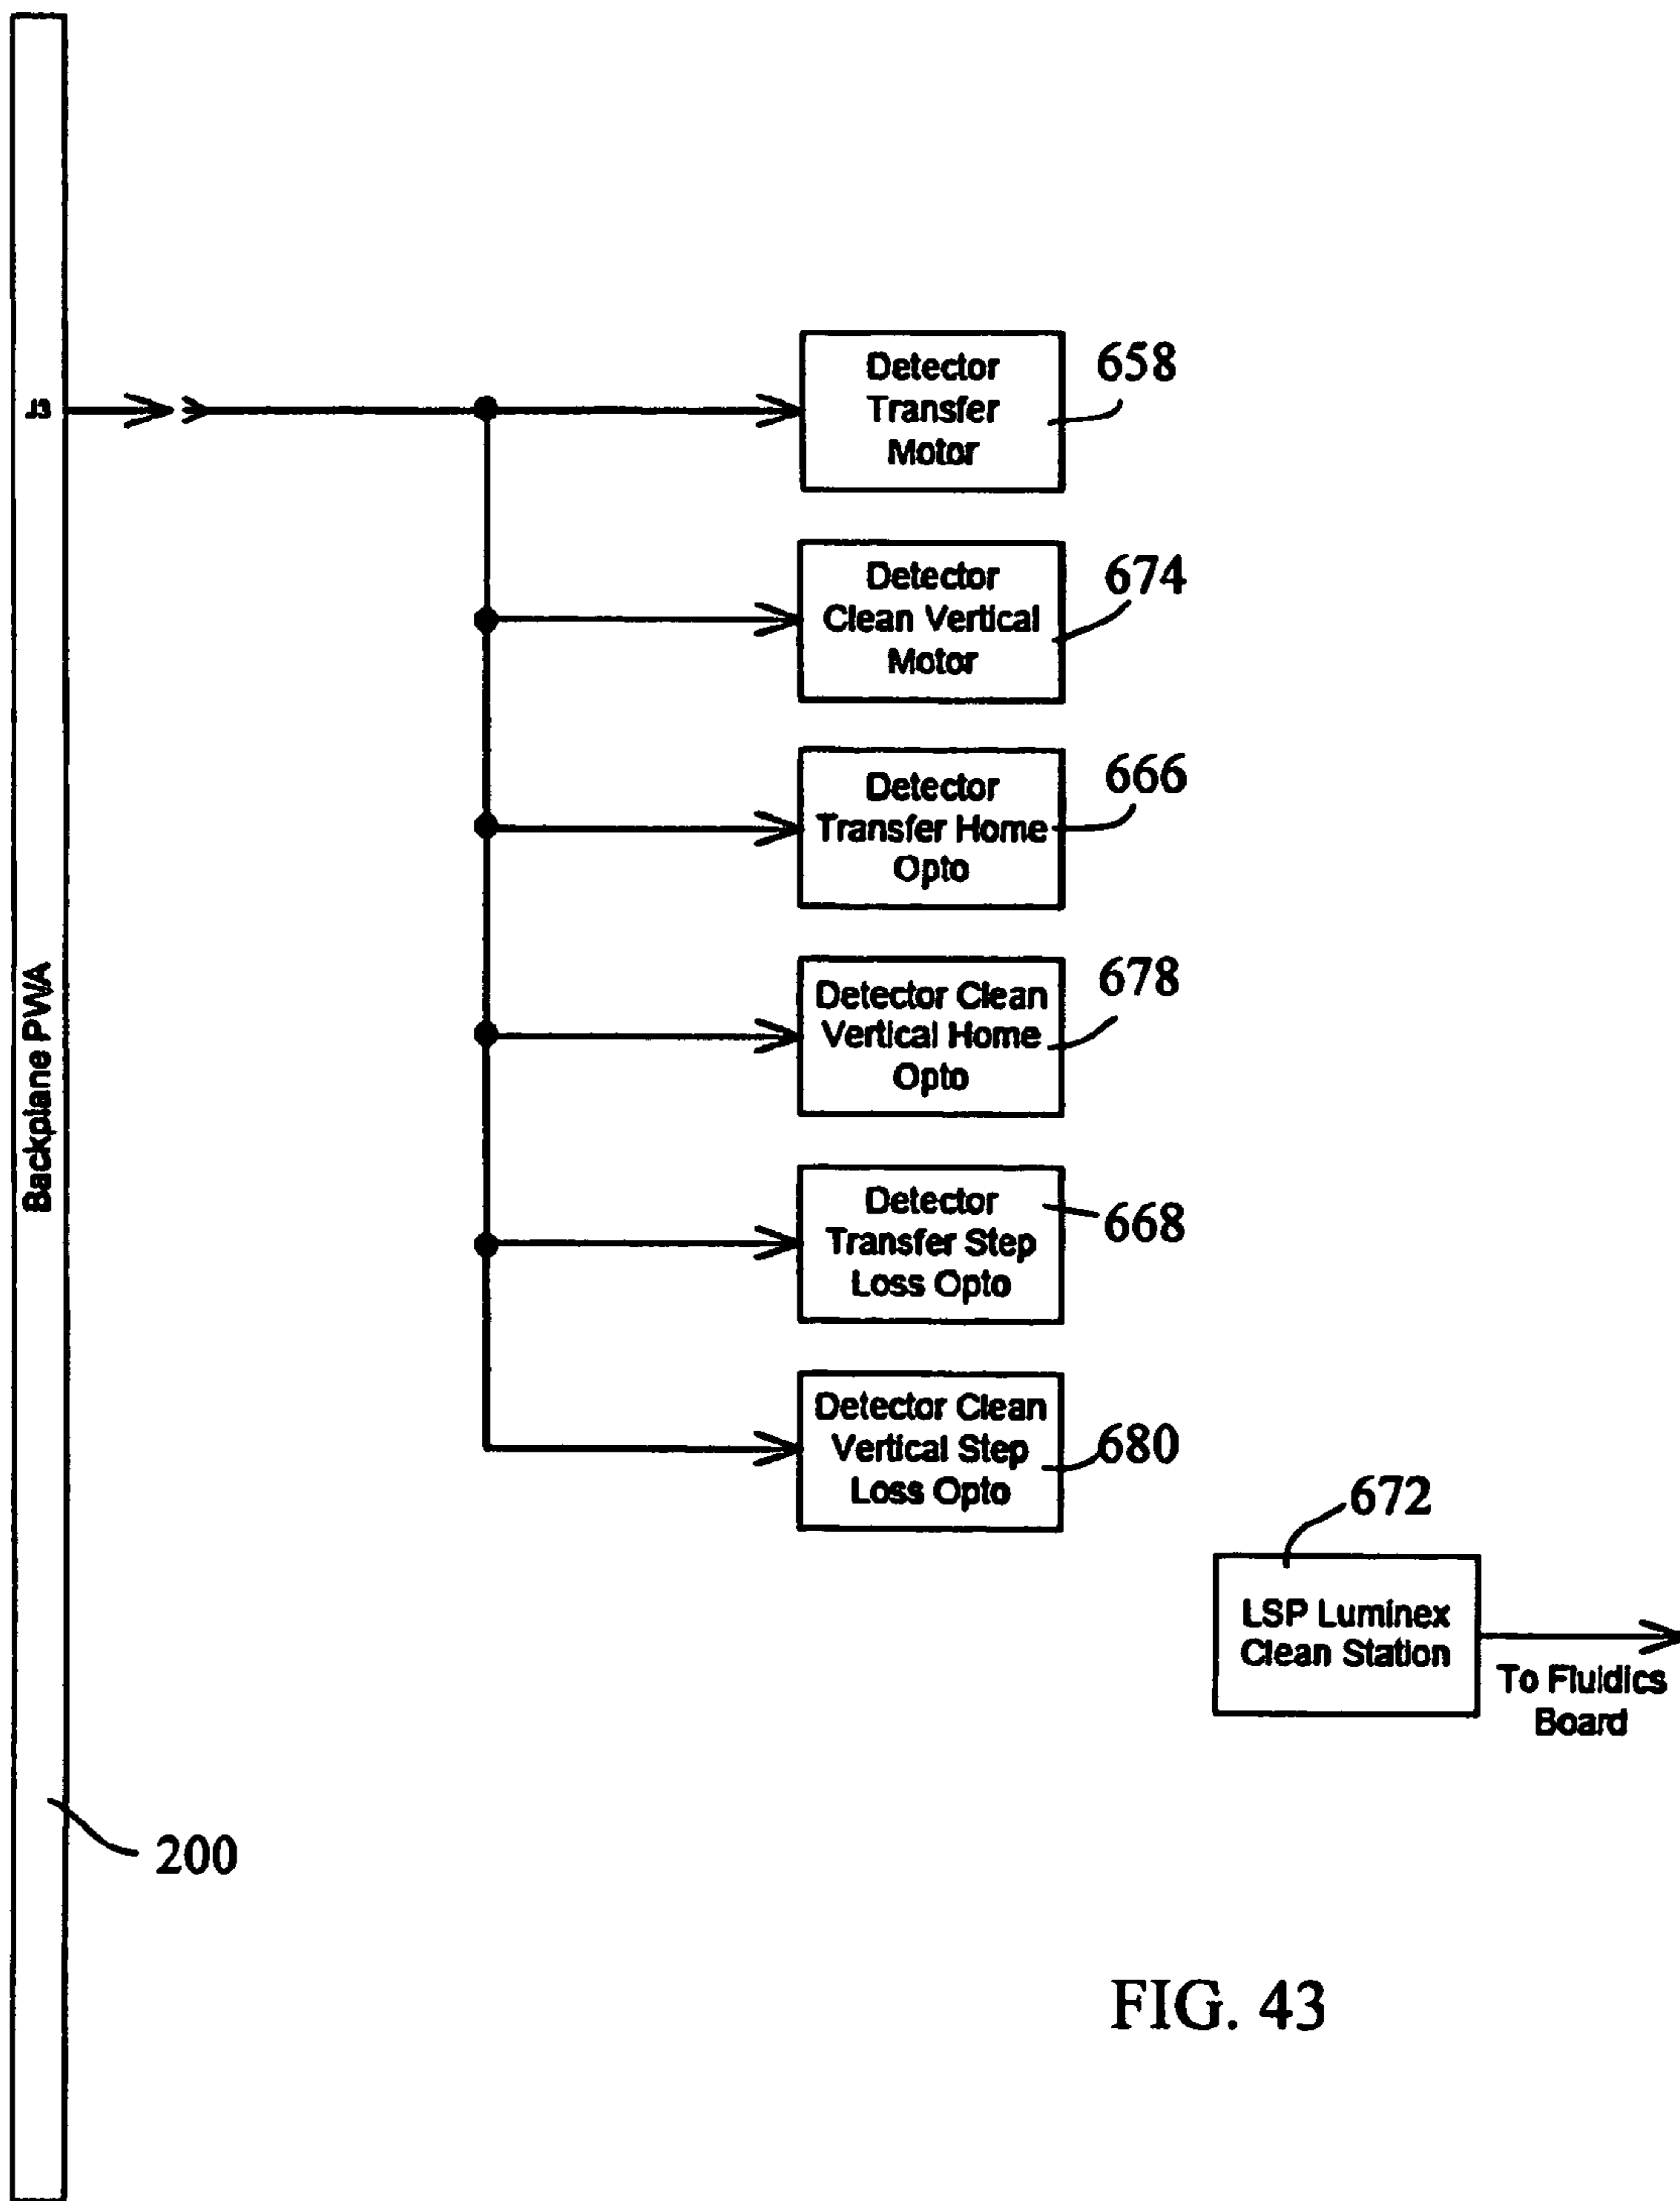 J3
Detector
Transfer
Motor
658
Detector
Clean Vertical
Motor
674
Detector
Transfer Home
Opto
666
Detector Clean
Vertical Home
Opto
678
Detector
Transfer Step
Loss Opto
668
Detector Clean
Vertical Step
Loss Opto
680
Backplane PWA
672
LSP Luminex
Clean Station
To Fluidics
Board
200
FIG. 43